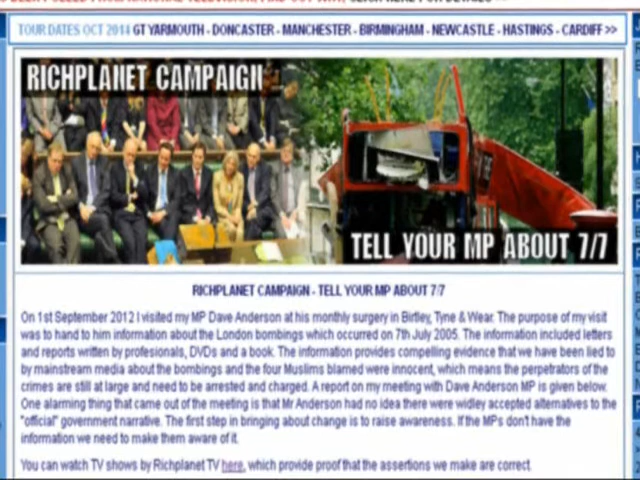 CLICK HERE FOR DETAILS >>
TOUR DATES OCT 2014 GT YARMOUTH - DONCASTER - MANCHESTER - BIRMINGHAM - NEWCASTLE - HASTINGS - CARDIFF >>
RICHPLANET CAMPAIGN
TELL YOUR MP ABOUT 7/7
RICHPLANET CAMPAIGN - TELL YOUR MP ABOUT 7/7
On 1st September 2012 I visited my MP Dave Anderson at his monthly surgery in Birtley, Tyne & Wear. The purpose of my visit
was to hand to him information about the London bombings which occurred on 7th July 2005. The information included letters
and reports written by profesionals, DVDs and a book. The information provides compelling evidence that we have been lied to
by mainstream media about the bombings and the four Muslims blamed were innocent, which means the perpetrators of the
crimes are still at large and need to be arrested and charged. A report on my meeting with Dave Anderson MP is given below.
One alarming thing that came out of the meeting is that Mr Anderson had no idea there were widley accepted alternatives to the
"official" government narrative. The first step in bringing about change is to raise awareness. If the MPs don't have the
information we need to make them aware of it.
You can watch TV shows by Richplanet TV here, which provide proof that the assertions we make are correct.